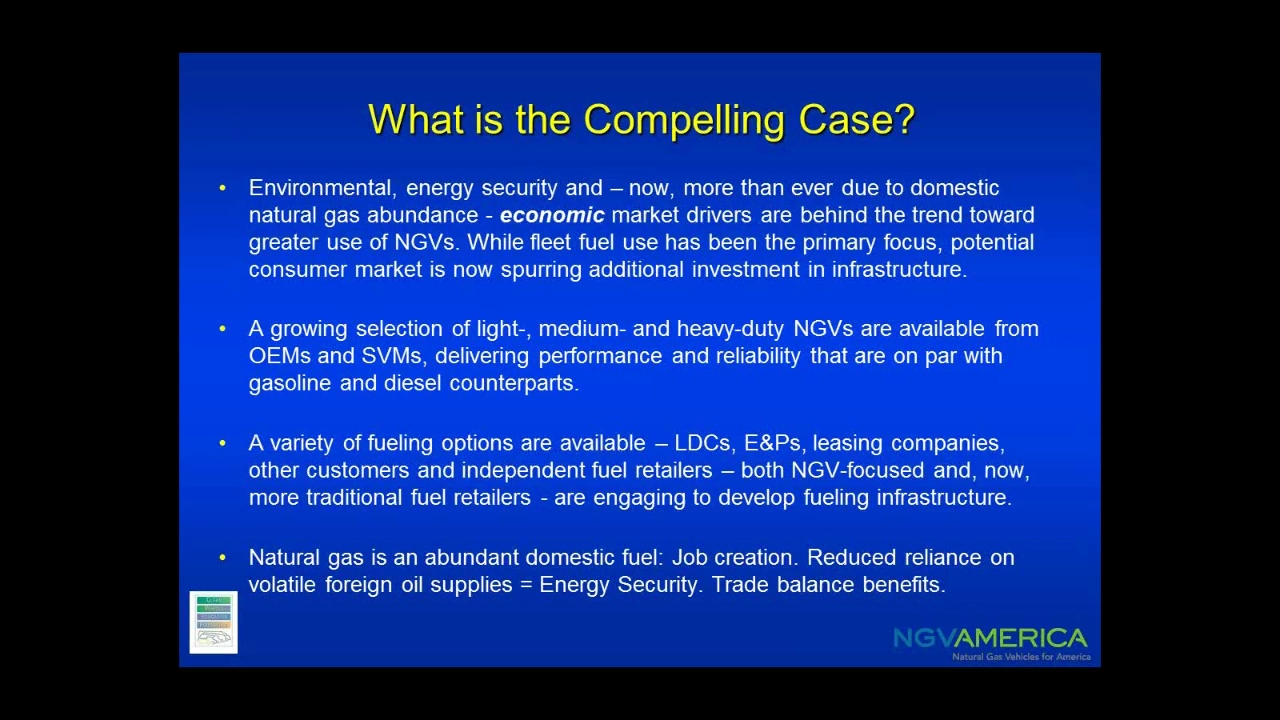 What is the Compelling Case?
• Environmental, energy security and – now, more than ever due to domestic
natural gas abundance - economic market drivers are behind the trend toward
greater use of NGVs. While fleet fuel use has been the primary focus, potential
consumer market is now spurring additional investment in infrastructure.
• A growing selection of light-, medium- and heavy-duty NGVs are available from
OEMs and SVMs, delivering performance and reliability that are on par with
gasoline and diesel counterparts.
• A variety of fueling options are available – LDCs, E&Ps, leasing companies,
other customers and independent fuel retailers – both NGV-focused and, now,
more traditional fuel retailers - are engaging to develop fueling infrastructure.
• Natural gas is an abundant domestic fuel: Job creation. Reduced reliance on
volatile foreign oil supplies = Energy Security. Trade balance benefits.
NGVAMERICA
Natural Gas Vehicles for America